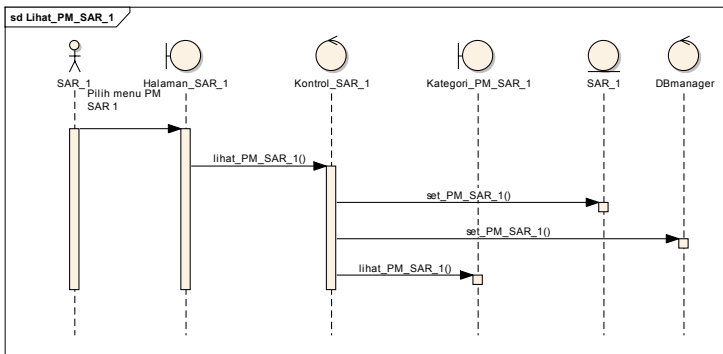 sd Lihat_PM_SAR_1
SAR_1
Halaman_SAR_1
Kontrol_SAR_1
Kategori_PM_SAR_1
SAR_1
DBmanager
Pilih menu PM
SAR 1
lihat_PM_SAR_1()
set_PM_SAR_1()
set_PM_SAR_1()
lihat_PM_SAR_1()